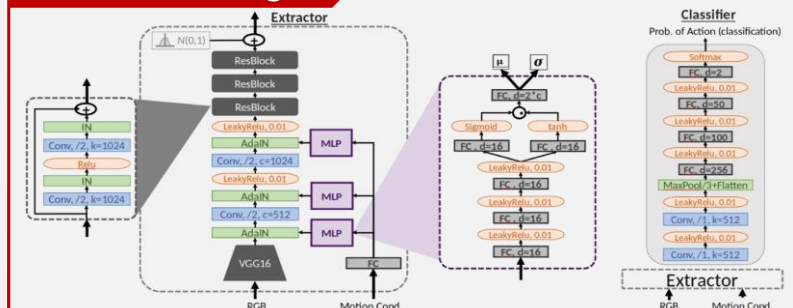 Extractor
N(0,1)
+
ResBlock
ResBlock
ResBlock
LeakyRelu, 0.01
AdaIN
MLP
Conv, /2, c=1024
LeakyRelu, 0.01
AdaIN
MLP
Conv, /2, c=512
AdaIN
MLP
VGG16
FC
RGB
Motion Cond
+
IN
Conv, /2, k=1024
Relu
IN
Conv, /2, k=1024
μ
σ
FC, d=2*c
Sigmoid
tanh
FC, d=16
FC, d=16
LeakyRelu, 0.01
FC, d=16
LeakyRelu, 0.01
FC, d=16
LeakyRelu, 0.01
FC, d=16
Classifier
Prob. of Action (classification)
Softmax
FC, d=2
LeakyRelu, 0.01
FC, d=50
LeakyRelu, 0.01
FC, d=100
LeakyRelu, 0.01
FC, d=256
MaxPool/3+Flatten
LeakyRelu, 0.01
Conv, /1, k=512
LeakyRelu, 0.01
Conv, /1, k=512
Extractor
RGB
Motion Cond